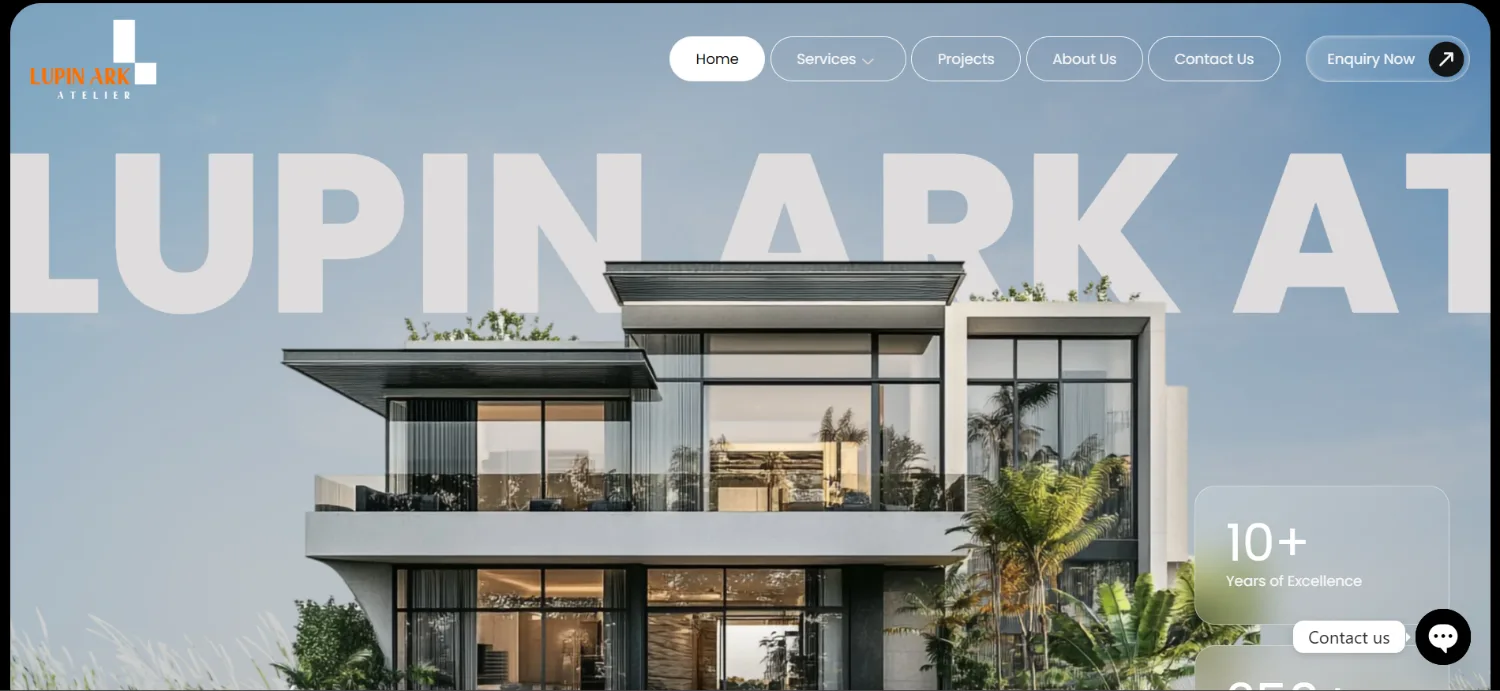 LUPIN ARK
ATELIER
Home
Services
Projects
About Us
Contact Us
Enquiry Now
LUPIN ARK AT
10+
Years of Excellence
Contact us